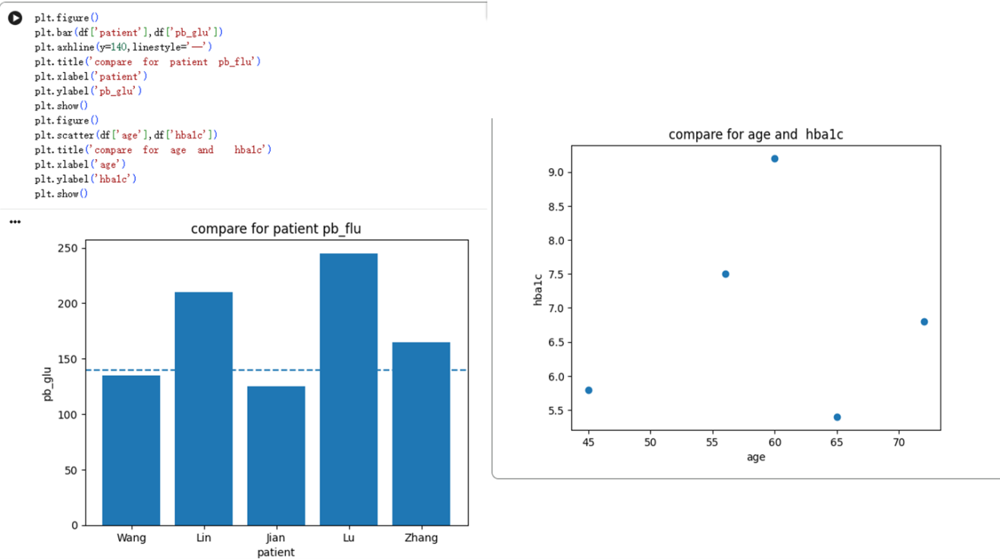 plt.figure()
plt.bar(df['patient'],df['pb_glu'])
plt.axhline(y=140,linestyle='--')
plt.title('compare for patient pb_flu')
plt.xlabel('patient')
plt.ylabel('pb_glu')
plt.show()
plt.figure()
plt.scatter(df['age'],df['hba1c'])
plt.title('compare for age and  hba1c')
plt.xlabel('age')
plt.ylabel('hba1c')
plt.show()
compare for patient pb_flu
250
200
150
100
50
0
pb_glu
Wang Lin Jian Lu Zhang
patient
compare for age and  hba1c
9.0
8.5
8.0
7.5
7.0
6.5
6.0
5.5
hba1c
45 50 55 60 65 70
age